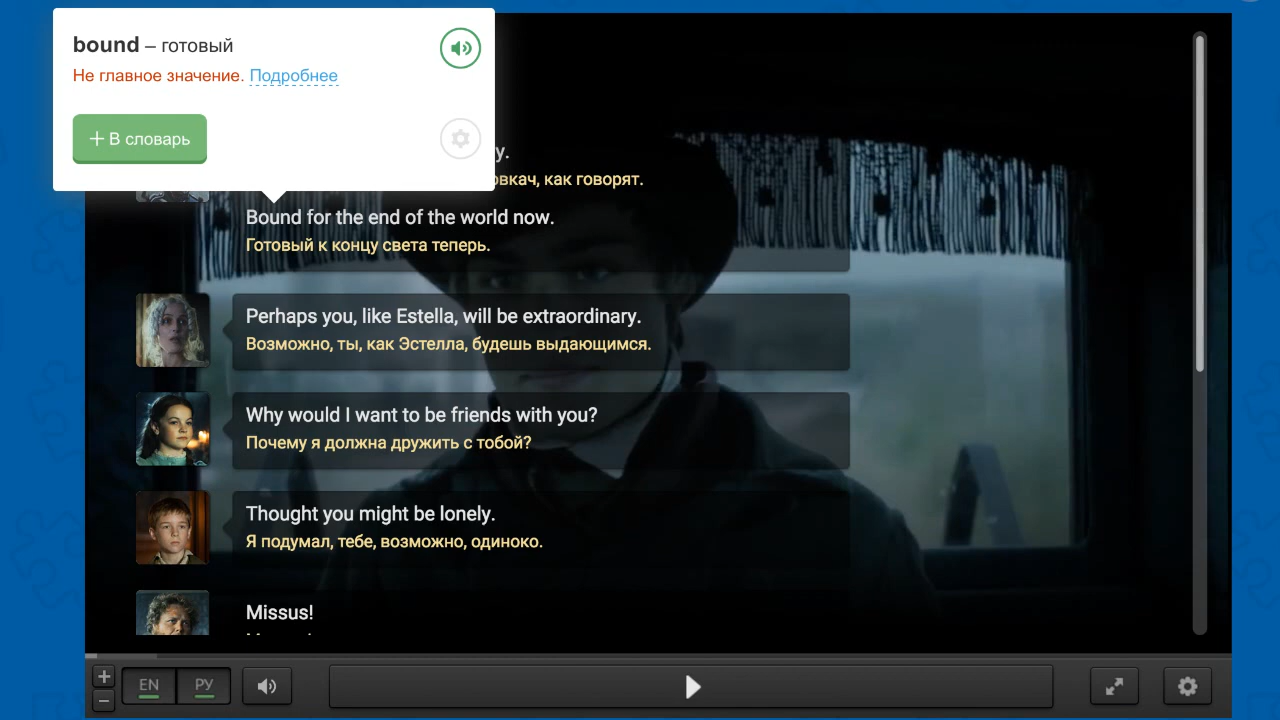 bound – готовый
Не главное значение. Подробнее
+ В словарь
y.
как говорят.
Bound for the end of the world now.
Готовый к концу света теперь.
Perhaps you, like Estella, will be extraordinary.
Возможно, ты, как Эстелла, будешь выдающимся.
Why would I want to be friends with you?
Почему я должна дружить с тобой?
Thought you might be lonely.
Я подумал, тебе, возможно, одиноко.
Missus!
+
−
EN
РУ